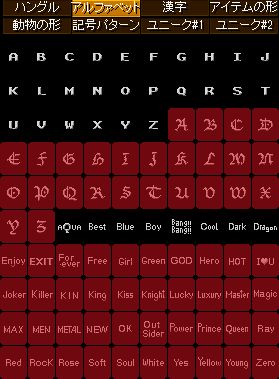 ハングル アルファベット 漢字 アイテムの形
動物の形 記号パターン ユニーク#1 ユニーク#2
A B C D E F G H I J
K L M N O P Q R S T
U V W X Y Z A B C D
E F G H I J K L M N
O P Q R S T U V W X
Y Z AQUA Best Blue Boy Bang!! Bang!! Cool Dark Dragon
Enjoy EXIT For-ever Free Girl Green GOD Hero HOT I♥U
Joker Killer KIN King Kiss Knight Lucky Luxury Master Magic
MAX MEN METAL NEW OK Out Sider Power Prince Queen Ray
Red RocK Rose Soft Soul White Yes Yellow Young Zero